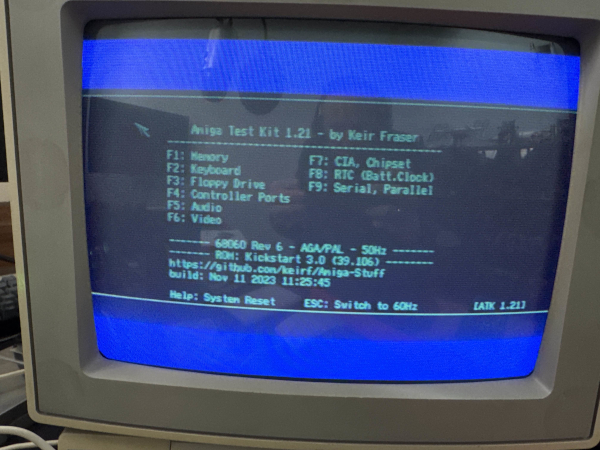 Amiga Test Kit 1.21 - by Keir Fraser
------------------------------------
F1: Memory F7: CIA, Chipset
F2: Keyboard F8: RTC (Batt.Clock)
F3: Floppy Drive F9: Serial, Parallel
F4: Controller Ports
F5: Audio
F6: Video
------- 68060 Rev 6 - AGA/PAL - 50Hz -------
------- ROM: Kickstart 3.0 (39.106) -------
https://github.com/keirf/Amiga-Stuff
build: Nov 11 2023 11:25:45
Help: System Reset ESC: Switch to 60Hz [ATK 1.21]